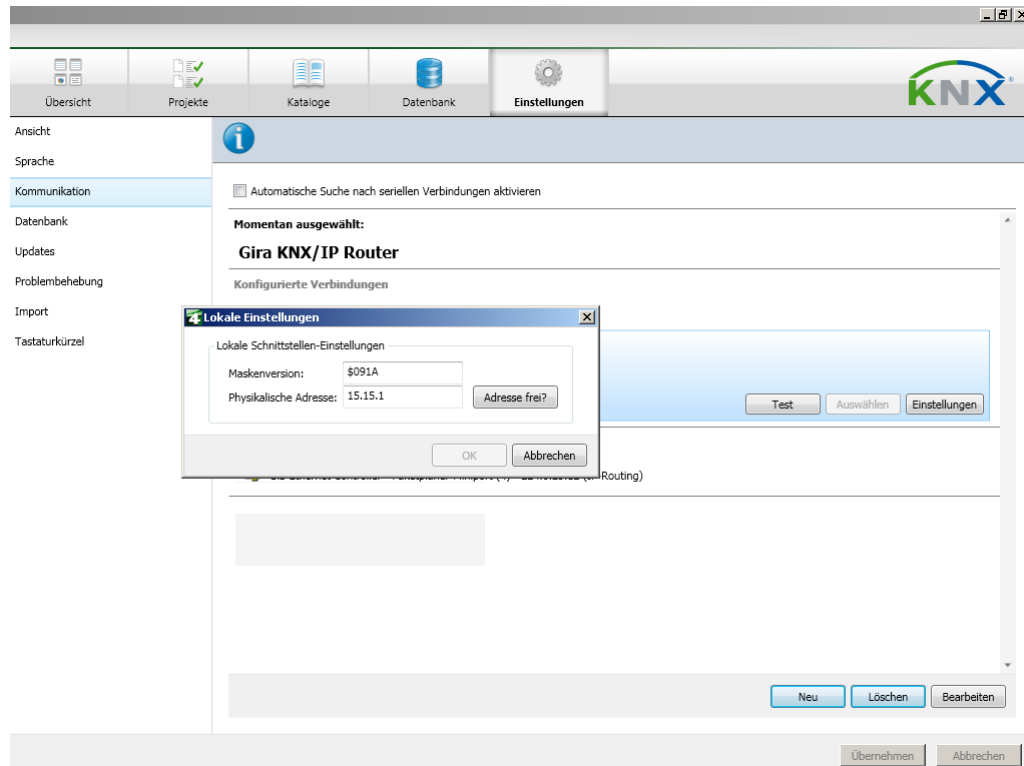 Übersicht
Projekte
Kataloge
Datenbank
Einstellungen
KNX
Ansicht
Sprache
Kommunikation
Datenbank
Updates
Problembehebung
Import
Tastaturkürzel
Automatische Suche nach seriellen Verbindungen aktivieren
Momentan ausgewählt:
Gira KNX/IP Router
Konfigurierte Verbindungen
4 Lokale Einstellungen
Lokale Schnittstellen-Einstellungen
Maskenversion: $091A
Physikalische Adresse: 15.15.1 Adresse frei?
OK Abbrechen
Test Auswählen Einstellungen
Routing)
Neu Löschen Bearbeiten
Übernehmen Abbrechen